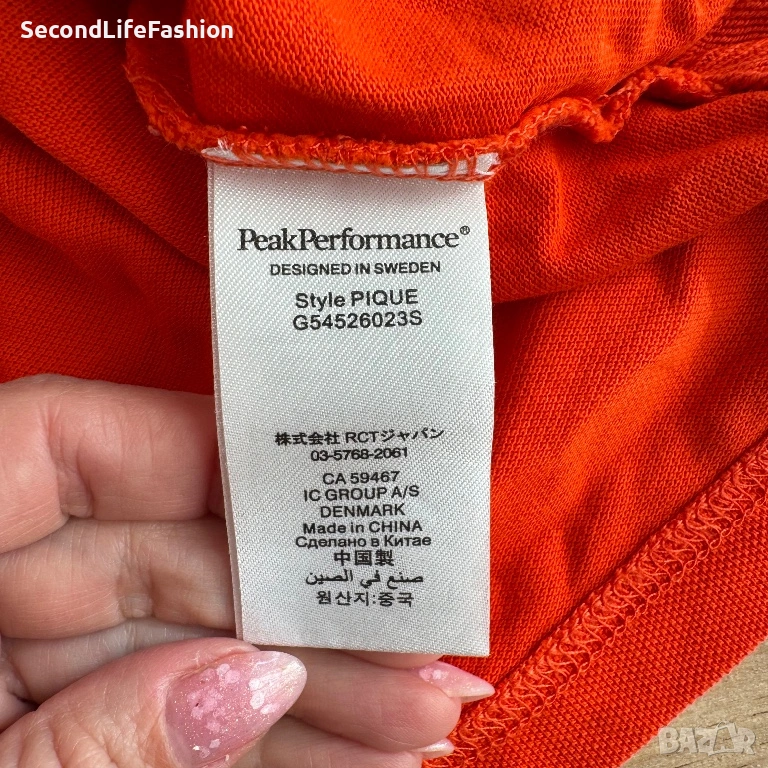 SecondLifeFashion
PeakPerformance®
DESIGNED IN SWEDEN
Style PIQUE
G54526023S
株式会社 RCTジャパン
03-5768-2061
CA 59467
IC GROUP A/S
DENMARK
Made in CHINA
Сделано в Китае
中国製
صنع في الصين
원산지:중국
BAZAR